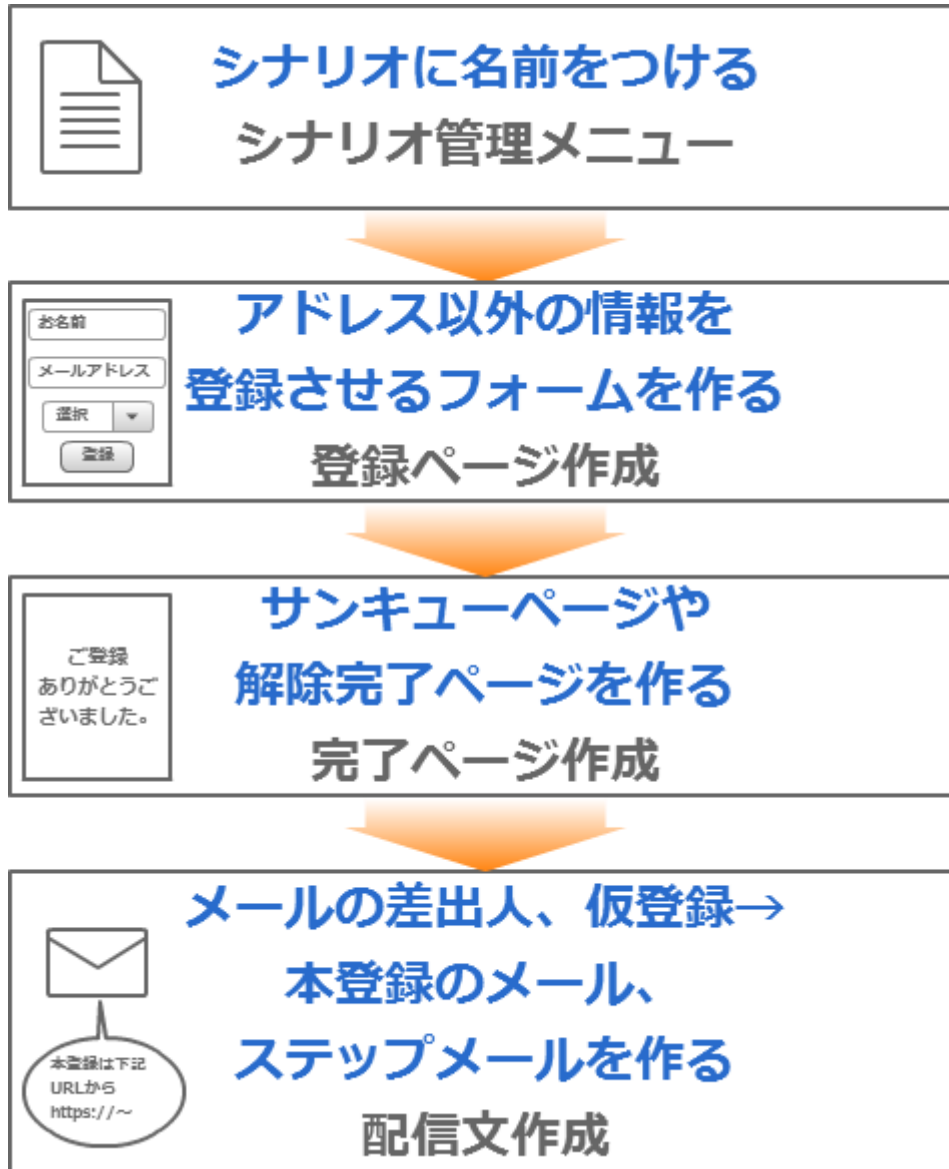 シナリオに名前をつける
シナリオ管理メニュー
お名前
メールアドレス
選択
登録
アドレス以外の情報を
登録させるフォームを作る
登録ページ作成
ご登録
ありがとうご
ざいました。
サンキューページや
解除完了ページを作る
完了ページ作成
メールの差出人、仮登録→
本登録のメール、
ステップメールを作る
配信文作成
本登録は下記
URLから
https://～